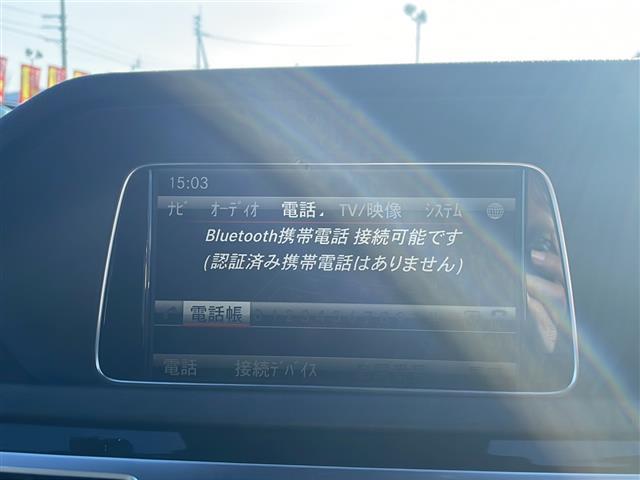 15:03
ナビ オーディオ 電話 TV/映像 システム
Bluetooth携帯電話 接続可能です
(認証済み携帯電話はありません)
電話帳
電話 接続デバイス